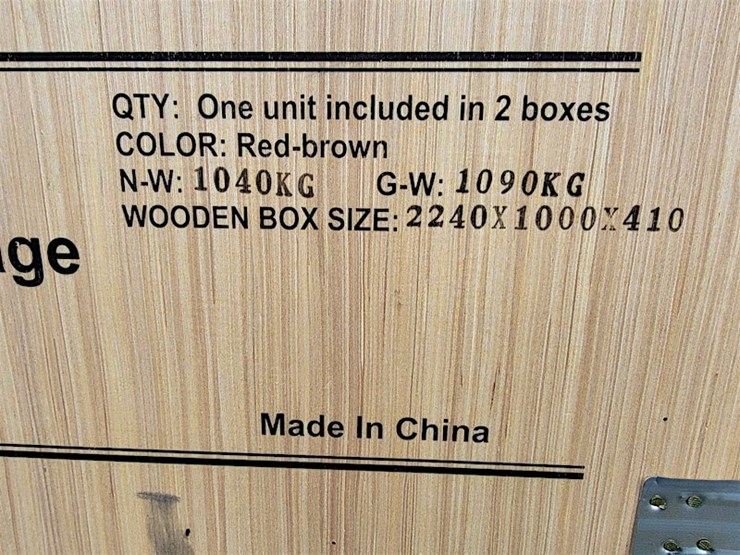 QTY: One unit included in 2 boxes
COLOR: Red-brown
N-W: 1040KG G-W: 1090KG
WOODEN BOX SIZE: 2240X1000X410
ge
Made In China